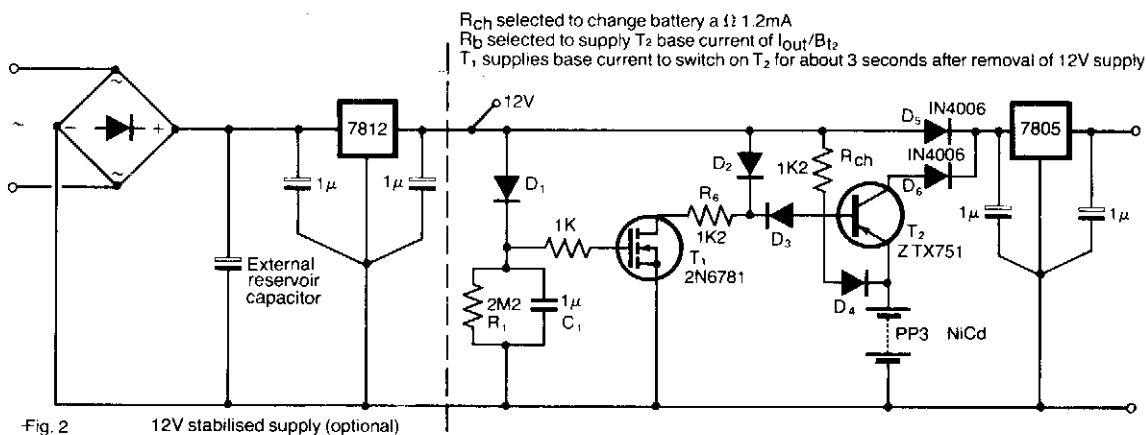 Rch selected to change battery a Ω 1.2mA
Rb selected to supply T2 base current of Iout/Bt2
T1 supplies base current to switch on T2 for about 3 seconds after removal of 12V supply
12V
~
~
− +
~
7812
1μ
1μ
External
reservoir
capacitor
D1
1K
2M2
R1
1μ
C1
T1
2N6781
R6
1K2
D2
D3
1K2
Rch
D4
T2
ZTX751
D5
IN4006
IN4006
D6
7805
1μ
1μ
PP3 NiCd
Fig. 2
12V stabilised supply (optional)